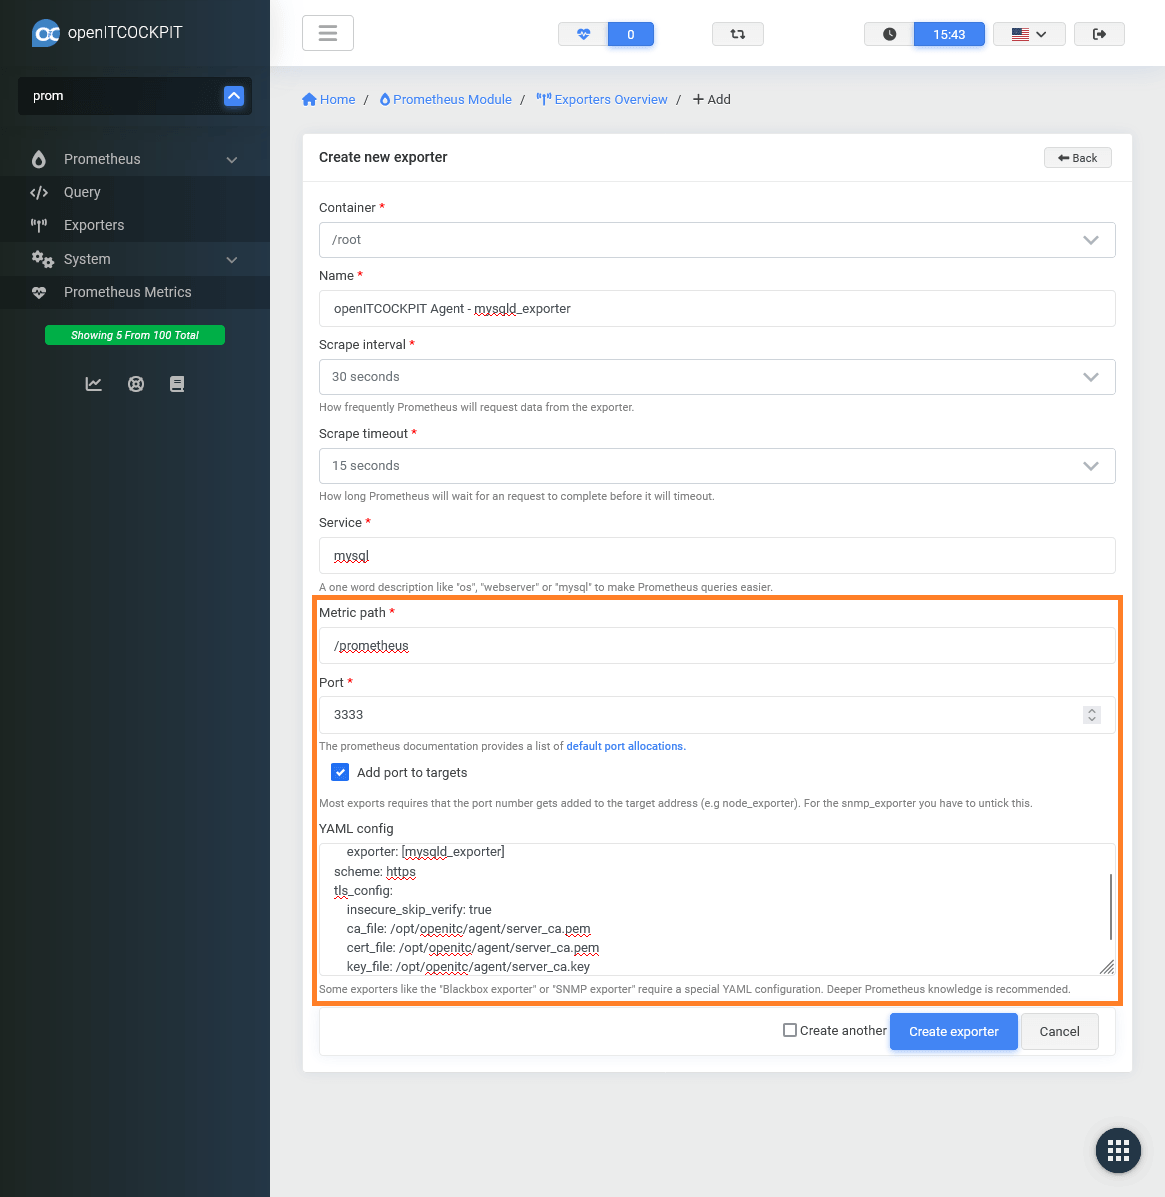 openITCOCKPIT
0
15:43
prom
Home / Prometheus Module / Exporters Overview / Add
Prometheus
Query
Exporters
System
Prometheus Metrics
Showing 5 From 100 Total
Create new exporter
Back
Container *
/root
Name *
openITCOCKPIT Agent - mysqld_exporter
Scrape interval *
30 seconds
How frequently Prometheus will request data from the exporter.
Scrape timeout *
15 seconds
How long Prometheus will wait for an request to complete before it will timeout.
Service *
mysql
A one word description like "os", "webserver" or "mysql" to make Prometheus queries easier.
Metric path *
/prometheus
Port *
3333
The prometheus documentation provides a list of default port allocations.
Add port to targets
Most exports requires that the port number gets added to the target address (e.g node_exporter). For the snmp_exporter you have to untick this.
YAML config
exporter: [mysqld_exporter]
scheme: https
tls_config:
insecure_skip_verify: true
ca_file: /opt/openitc/agent/server_ca.pem
cert_file: /opt/openitc/agent/server_ca.pem
key_file: /opt/openitc/agent/server_ca.key
Some exporters like the "Blackbox exporter" or "SNMP exporter" require a special YAML configuration. Deeper Prometheus knowledge is recommended.
Create another
Create exporter
Cancel